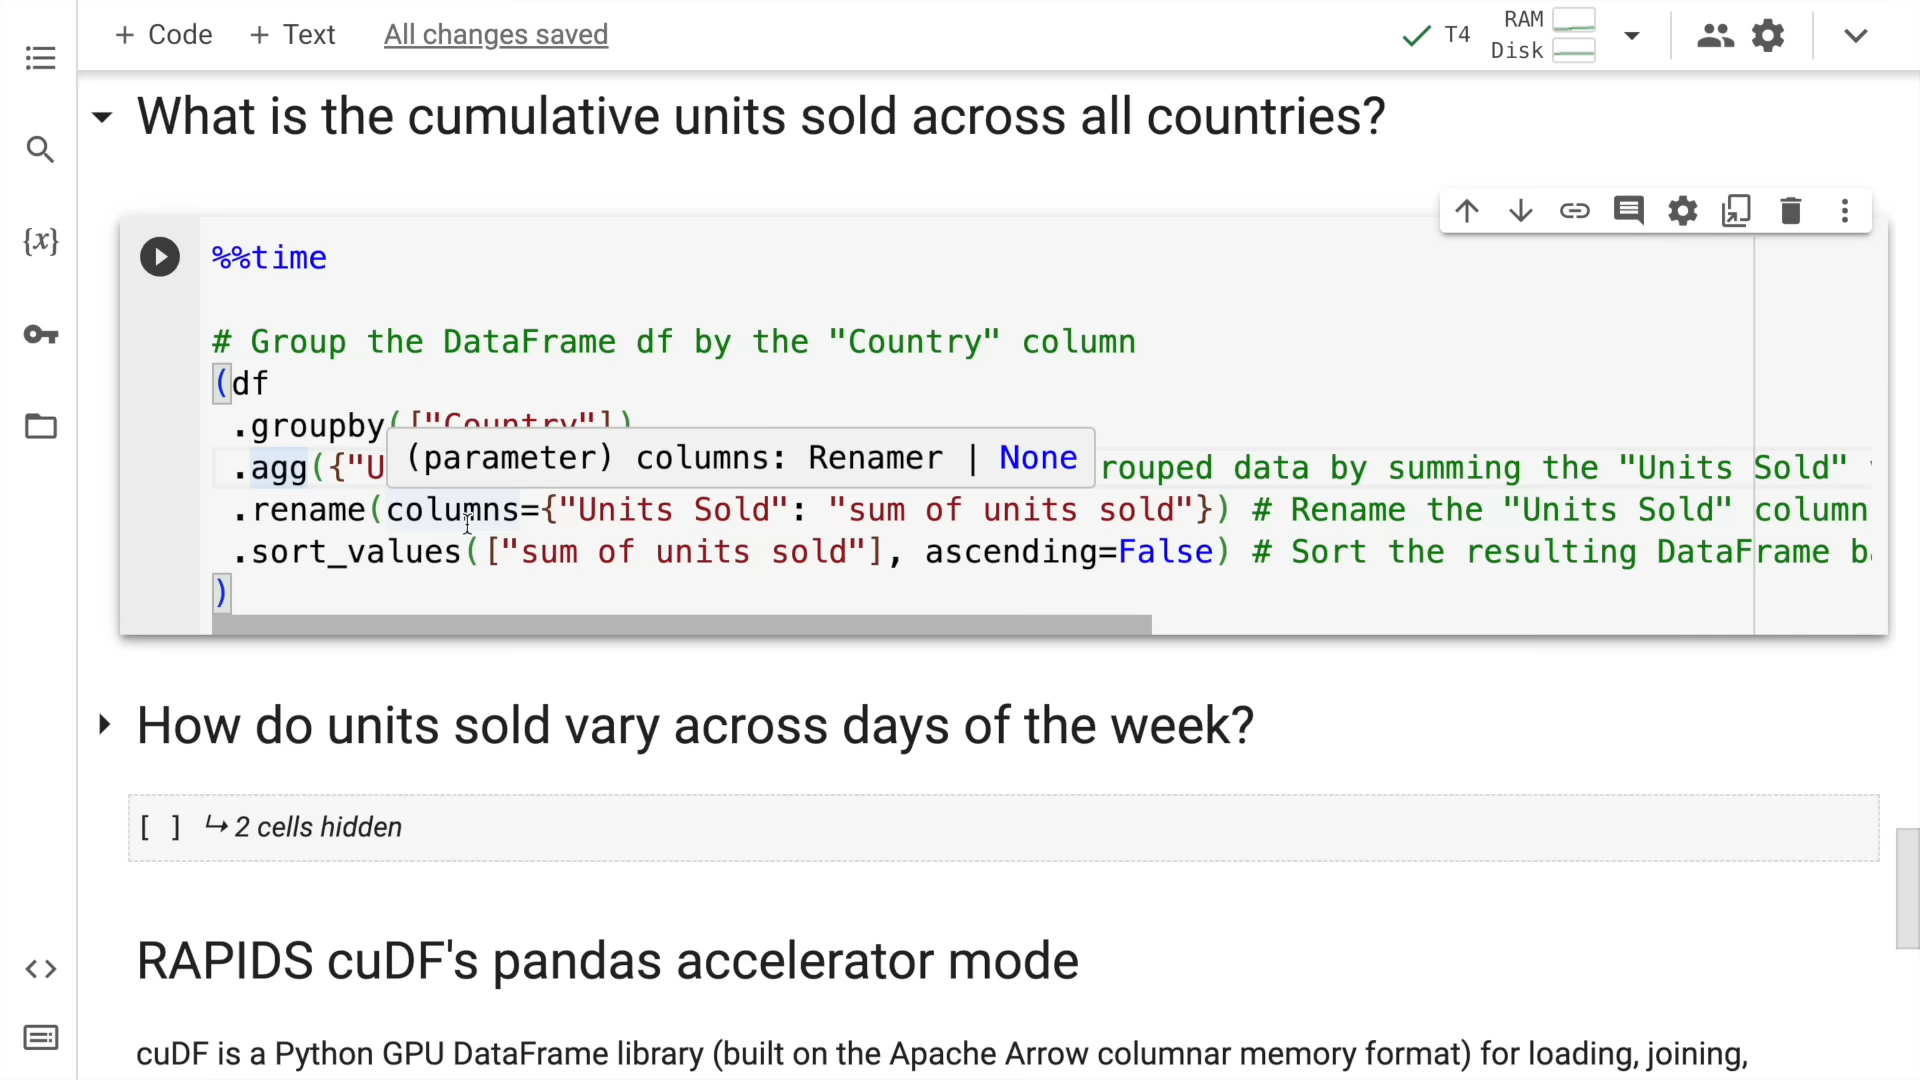 + Code + Text All changes saved
T4 RAM
Disk
What is the cumulative units sold across all countries?
{x}
%%time
# Group the DataFrame df by the "Country" column
(df
.groupby(["Country"])
.agg({"U (parameter) columns: Renamer | None rouped data by summing the "Units Sold"
.rename(columns={"Units Sold": "sum of units sold"}) # Rename the "Units Sold" column
.sort_values(["sum of units sold"], ascending=False) # Sort the resulting DataFrame ba
)
How do units sold vary across days of the week?
[ ] ↳ 2 cells hidden
RAPIDS cuDF's pandas accelerator mode
cuDF is a Python GPU DataFrame library (built on the Apache Arrow columnar memory format) for loading, joining,